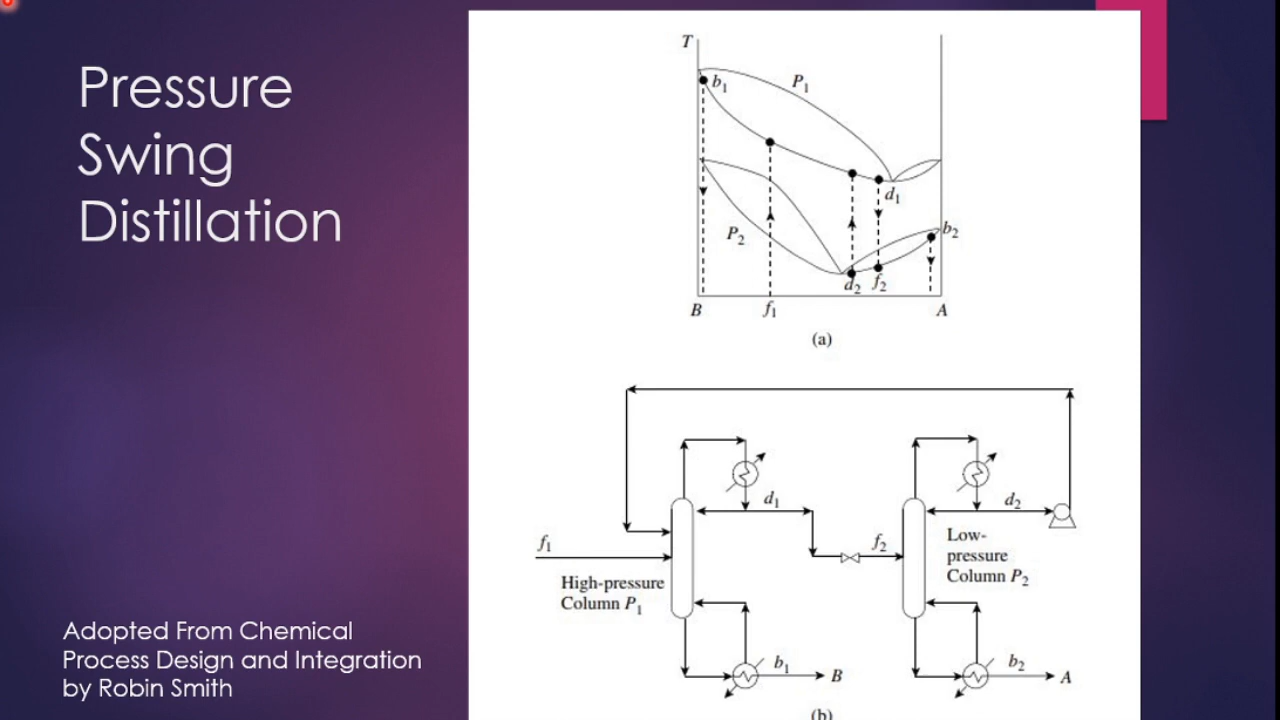 Pressure
Swing
Distillation
Adopted From Chemical
Process Design and Integration
by Robin Smith
T
b₁
P₁
d₁
P₂
b₂
d₂
f₂
B
f₁
A
(a)
d₁
d₂
f₁
f₂
High-pressure
Column P₁
Low-
pressure
Column P₂
b₁
B
b₂
A
(b)